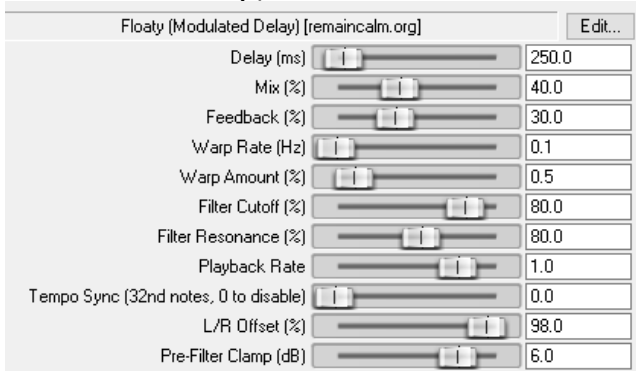 Floaty (Modulated Delay) [remaincalm.org] Edit...
Delay (ms) 250.0
Mix (%) 40.0
Feedback (%) 30.0
Warp Rate (Hz) 0.1
Warp Amount (%) 0.5
Filter Cutoff (%) 80.0
Filter Resonance (%) 80.0
Playback Rate 1.0
Tempo Sync (32nd notes, 0 to disable) 0.0
L/R Offset (%) 98.0
Pre-Filter Clamp (dB) 6.0